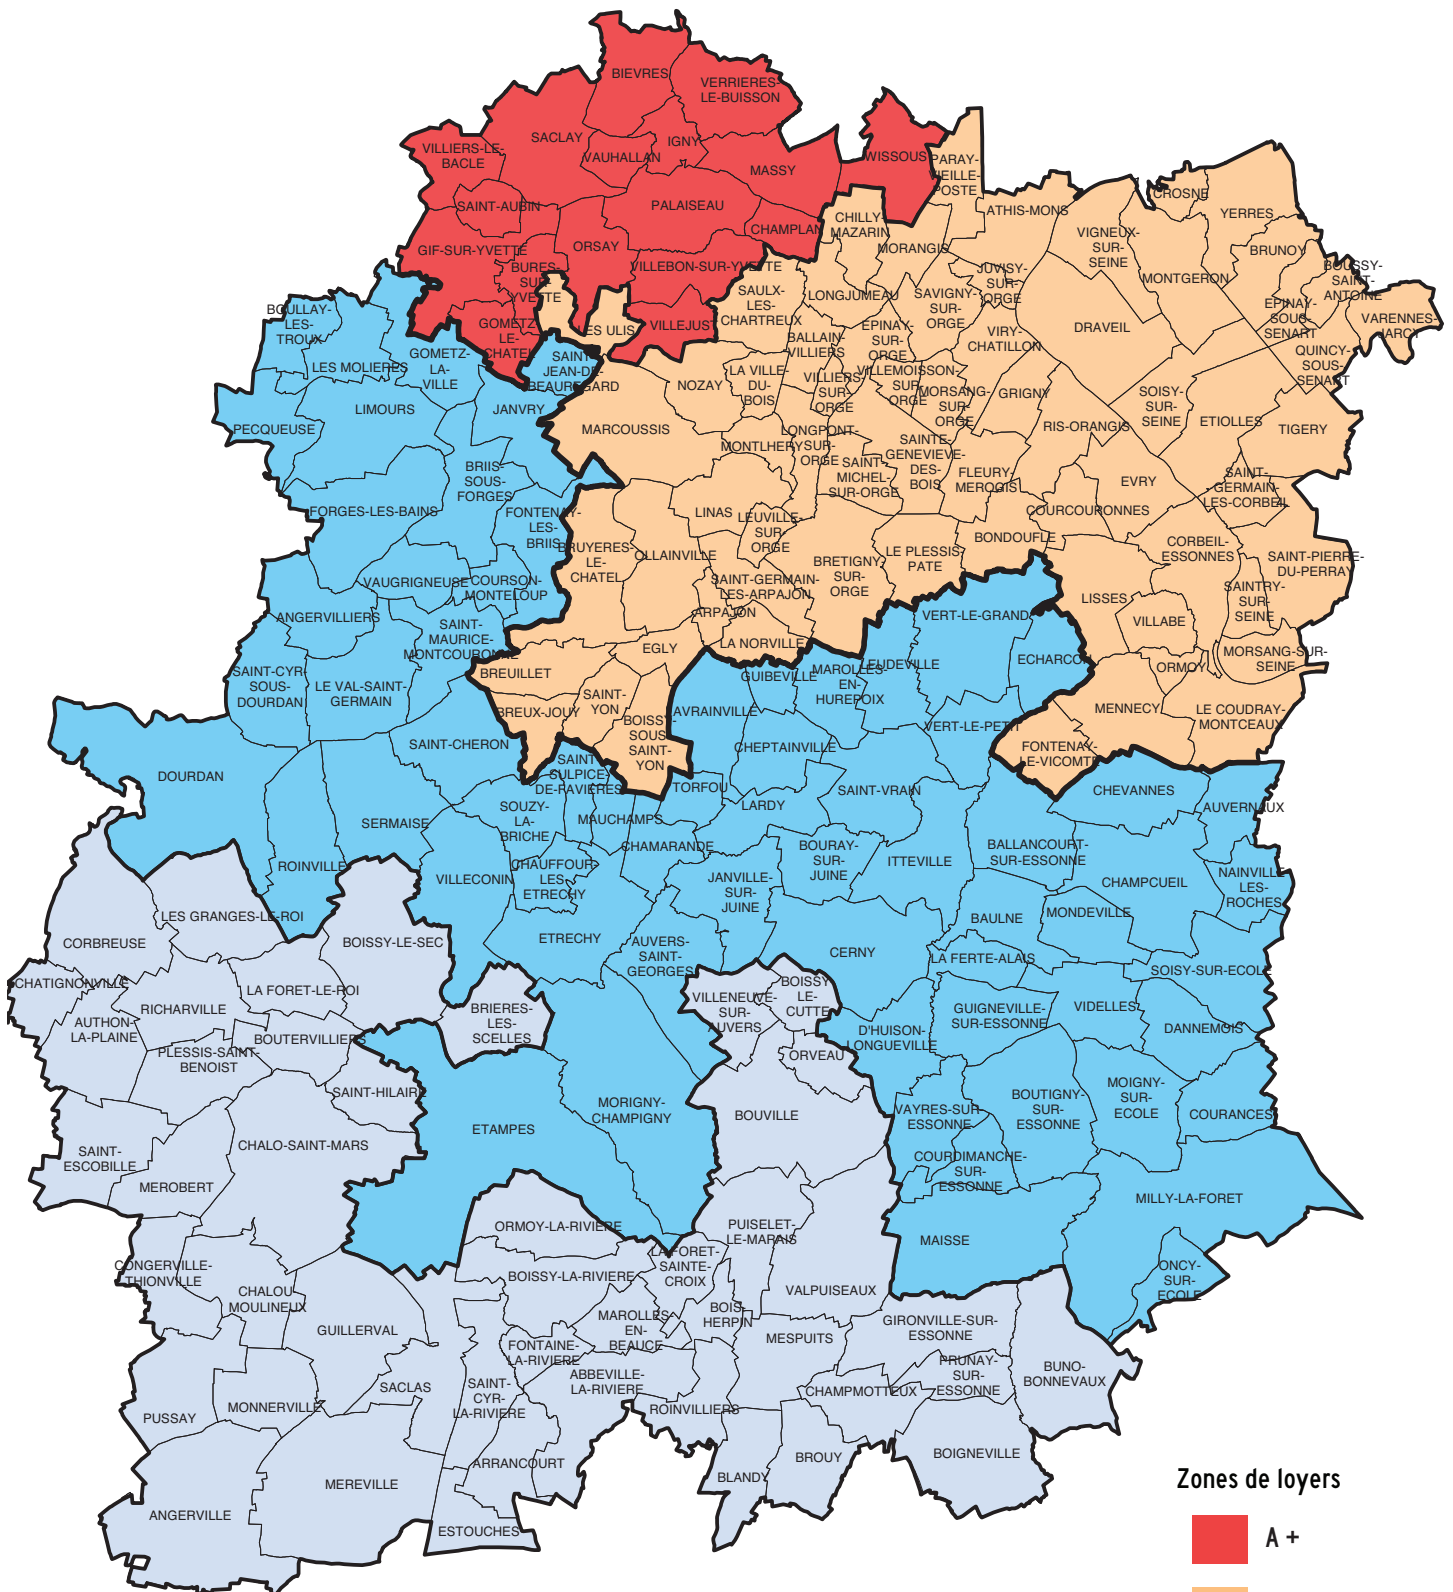 BIEVRES
VERRIERES-
LE-BUISSON
SACLAY
IGNY
VILLIERS-LE-
BACLE
VAUHALLAN
MASSY
WISSOUS
PARAY-
VIEILLE-
POSTE
SAINT-AUBIN
PALAISEAU
CHAMPLAN
CHILLY-
MAZARIN
ATHIS-MONS
CROSNE
YERRES
GIF-SUR-YVETTE
ORSAY
MORANGIS
VIGNEUX-
SUR-
SEINE
BRUNOY
BURES-
SUR-
YVETTE
VILLEBON-SUR-YVETTE
JUVISY-
SUR-
ORGE
MONTGERON
BOUSSY-
SAINT-
ANTOINE
BOULLAY-
LES-
TROUX
GOMETZ-
LE-
CHATEL
LES ULIS
VILLEJUST
SAULX-
LES-
CHARTREUX
LONGJUMEAU
SAVIGNY-
SUR-
ORGE
DRAVEIL
EPINAY-
SOUS-
SENART
VARENNES-
JARCY
LES MOLIERES
GOMETZ-
LA-
VILLE
SAINT-
JEAN-DE-
BEAUREGARD
BALLAIN-
VILLIERS
EPINAY-
SUR-
ORGE
VIRY-
CHATILLON
QUINCY-
SOUS-
SENART
LIMOURS
JANVRY
NOZAY
LA VILLE-
DU-
BOIS
VILLIERS-
SUR-
ORGE
VILLEMOISSON-
SUR-
ORGE
MORSANG-
SUR-
ORGE
GRIGNY
SOISY-
SUR-
SEINE
ETIOLLES
TIGERY
PECQUEUSE
MARCOUSSIS
MONTLHERY
LONGPONT-
SUR-
ORGE
SAINTE-
GENEVIEVE-
DES-
BOIS
RIS-ORANGIS
BRIIS-
SOUS-
FORGES
SAINT-
MICHEL-
SUR-ORGE
FLEURY-
MEROGIS
EVRY
SAINT-
GERMAIN-
LES-CORBEIL
FORGES-LES-BAINS
FONTENAY-
LES-
BRIIS
LINAS
LEUVILLE-
SUR-
ORGE
COURCOURONNES
BONDOUFLE
CORBEIL-
ESSONNES
SAINT-PIERRE-
DU-PERRAY
BRUYERES-
LE-
CHATEL
OLLAINVILLE
BRETIGNY-
SUR-
ORGE
LE PLESSIS-
PATE
VAUGRIGNEUSE
COURSON-
MONTELOUP
SAINT-GERMAIN-
LES-ARPAJON
LISSES
SAINTRY-
SUR-
SEINE
ANGERVILLIERS
SAINT-
MAURICE-
MONTCOURONNE
ARPAJON
VERT-LE-GRAND
VILLABE
EGLY
LA NORVILLE
ECHARCON
ORMOY
MORSANG-SUR-
SEINE
SAINT-CYR-
SOUS-
DOURDAN
LE VAL-SAINT-
GERMAIN
BREUILLET
GUIBEVILLE
MAROLLES-
EN-
HUREPOIX
LEUDEVILLE
BREUX-JOUY
SAINT-
YON
BOISSY-
SOUS-
SAINT-
YON
AVRAINVILLE
VERT-LE-PETIT
MENNECY
LE COUDRAY-
MONTCEAUX
SAINT-CHERON
CHEPTAINVILLE
FONTENAY-
LE-VICOMTE
DOURDAN
SAINT-
SULPICE-
DE-FAVIERES
TORFOU
SAINT-VRAIN
CHEVANNES
AUVERNAUX
SERMAISE
SOUZY-
LA-
BRICHE
MAUCHAMPS
LARDY
ROINVILLE
VILLECONIN
CHAUFFOUR-
LES-
ETRECHY
CHAMARANDE
BOURAY-
SUR-
JUINE
ITTEVILLE
BALLANCOURT-
SUR-ESSONNE
CHAMPCUEIL
NAINVILLE
LES-
ROCHES
JANVILLE-
SUR-
JUINE
LES GRANGES-LE-ROI
MONDEVILLE
BAULNE
CORBREUSE
BOISSY-LE-SEC
ETRECHY
AUVERS-
SAINT-
GEORGES
CERNY
LA FERTE-ALAIS
SOISY-SUR-ECOLE
CHATIGNONVILLE
LA FORET-LE-ROI
VILLENEUVE-
SUR-
AUVERS
BOISSY
LE-
CUTTE
RICHARVILLE
BRIERES-
LES-
SCELLES
GUIGNEVILLE-
SUR-ESSONNE
VIDELLES
DANNEMOIS
AUTHON-
LA-PLAINE
BOUTERVILLIERS
D'HUISON-
LONGUEVILLE
PLESSIS-SAINT-
BENOIST
ORVEAU
SAINT-HILAIRE
MORIGNY-
CHAMPIGNY
BOUVILLE
VAYRES-SUR-
ESSONNE
BOUTIGNY-
SUR-
ESSONNE
MOIGNY-
SUR-
ECOLE
COURANCES
ETAMPES
SAINT-
ESCOBILLE
CHALO-SAINT-MARS
COURDIMANCHE-
SUR-
ESSONNE
MEROBERT
MILLY-LA-FORET
ORMOY-LA-RIVIERE
PUISELET-
LE-MARAIS
MAISSE
CONGERVILLE-
THIONVILLE
BOISSY-LA-RIVIERE
LA FORET-
SAINTE-
CROIX
ONCY-
SUR-
ECOLE
CHALOU-
MOULINEUX
VALPUISEAUX
GUILLERVAL
MAROLLES-
EN-
BEAUCE
BOIS-
HERPIN
MESPUITS
GIRONVILLE-SUR-
ESSONNE
FONTAINE-
LA-RIVIERE
PRUNAY-
SUR-
ESSONNE
BUNO-
BONNEVAUX
SACLAS
SAINT-
CYR-
LA-RIVIERE
ABBEVILLE-
LA-RIVIERE
CHAMPMOTTEUX
PUSSAY
MONNERVILLE
ROINVILLIERS
ARRANCOURT
BROUY
BOIGNEVILLE
MEREVILLE
BLANDY
ANGERVILLE
ESTOUCHES
Zones de loyers
A +